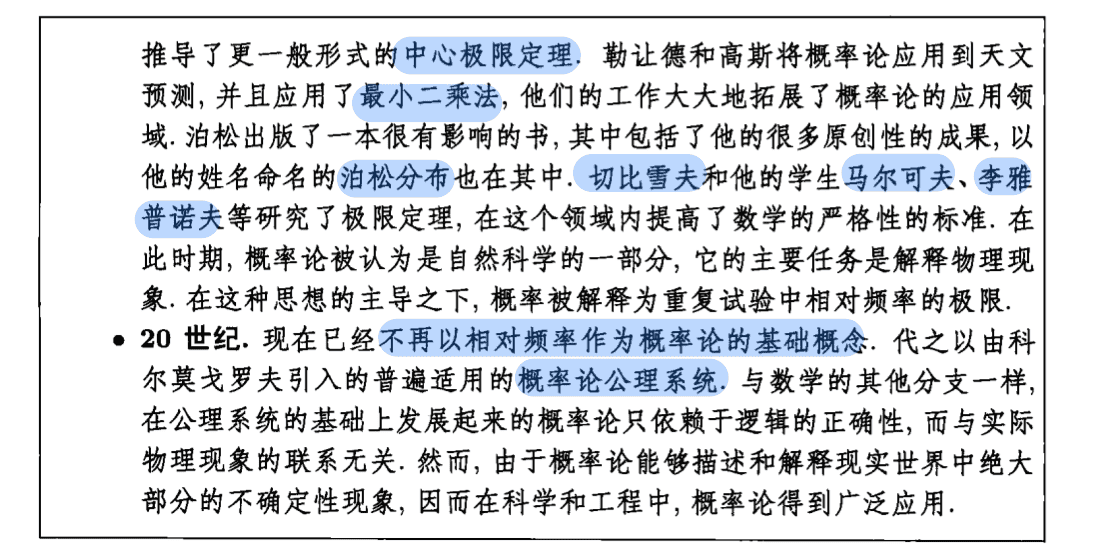 推导了更一般形式的中心极限定理. 勒让德和高斯将概率论应用到天文
预测, 并且应用了最小二乘法, 他们的工作大大地拓展了概率论的应用领
域. 泊松出版了一本很有影响的书, 其中包括了他的很多原创性的成果, 以
他的姓名命名的泊松分布也在其中. 切比雪夫和他的学生马尔可夫、李雅
普诺夫等研究了极限定理, 在这个领域内提高了数学的严格性的标准. 在
此时期, 概率论被认为是自然科学的一部分, 它的主要任务是解释物理现
象. 在这种思想的主导之下, 概率被解释为重复试验中相对频率的极限.
• 20 世纪. 现在已经不再以相对频率作为概率论的基础概念. 代之以由科
尔莫戈罗夫引入的普遍适用的概率论公理系统. 与数学的其他分支一样,
在公理系统的基础上发展起来的概率论只依赖于逻辑的正确性, 而与实际
物理现象的联系无关. 然而, 由于概率论能够描述和解释现实世界中绝大
部分的不确定性现象, 因而在科学和工程中, 概率论得到广泛应用.